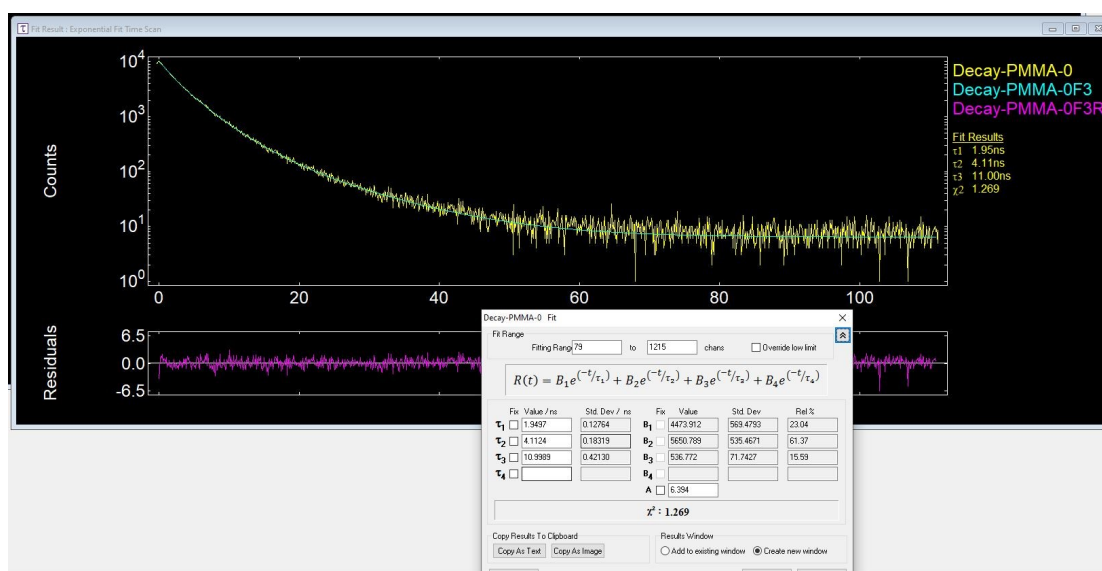 Fit Result : Exponential Fit Time Scan
10⁴
10³
10²
10¹
10⁰
Counts
0 20 40 60 80 100
Decay-PMMA-0
Decay-PMMA-0F3
Decay-PMMA-0F3R
Fit Results
τ1 1.95ns
τ2 4.11ns
τ3 11.00ns
χ2 1.269
6.5
0.0
-6.5
Residuals
Decay-PMMA-0 Fit
Fit Range
Fitting Rang 79 to 1215 chans Override low limit
R(t) = B₁e^(-t/τ₁) + B₂e^(-t/τ₂) + B₃e^(-t/τ₃) + B₄e^(-t/τ₄)
Fix Value / ns Std. Dev / ns Fix Value Std. Dev Rel %
τ₁ 1.9497 0.12764 B₁ 4473.912 569.4793 23.04
τ₂ 4.1124 0.18319 B₂ 5650.789 535.4671 61.37
τ₃ 10.9989 0.42130 B₃ 536.772 71.7427 15.59
τ₄ B₄
A 6.394
χ² : 1.269
Copy Results To Clipboard
Results Window
Copy As Text Copy As Image
Add to existing window Create new window